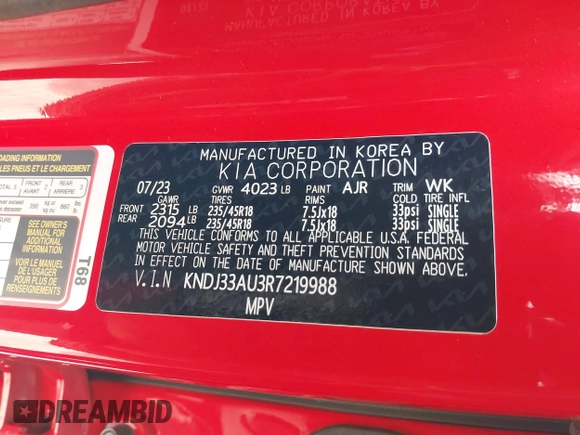 LOADING INFORMATION
LES PNEUS ET LE CHARGEMENT
TOTAL 5
FRONT
AVANT 2
REAR
ARRIÈRE 3
SEE OWNER'S
MANUAL FOR
ADDITIONAL
INFORMATION
VOIR LE MANUEL
DE L'USAGER
POUR PLUS DE
RENSEIGNEMENTS
T68
MANUFACTURED IN KOREA BY
KIA CORPORATION
07/23 GVWR 4023 LB PAINT AJR TRIM WK
GAWR TIRES RIMS COLD TIRE INFL
FRONT 2315 LB 235/45R18 7.5Jx18 33psi SINGLE
REAR 2094 LB 235/45R18 7.5Jx18 33psi SINGLE
THIS VEHICLE CONFORMS TO ALL APPLICABLE U.S.A. FEDERAL
MOTOR VEHICLE SAFETY AND THEFT PREVENTION STANDARDS
IN EFFECT ON THE DATE OF MANUFACTURE SHOWN ABOVE.
V.I.N KNDJ33AU3R7219988
MPV
DREAMBID